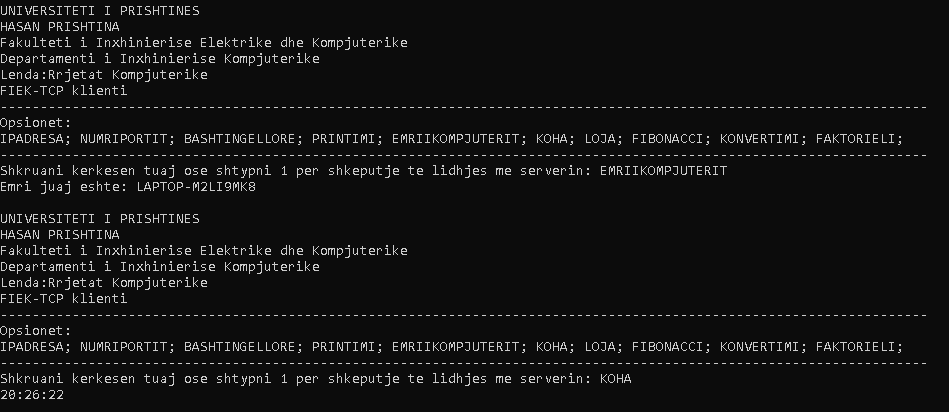 UNIVERSITETI I PRISHTINES
HASAN PRISHTINA
Fakulteti i Inxhinierise Elektrike dhe Kompjuterike
Departamenti i Inxhinierise Kompjuterike
Lenda:Rrjetat Kompjuterike
FIEK-TCP klienti
--------------------------------------------------------------------------------------------------------------------
Opsionet:
IPADRESA; NUMRIPORTIT; BASHTINGELLORE; PRINTIMI; EMRIIKOMPJUTERIT; KOHA; LOJA; FIBONACCI; KONVERTIMI; FAKTORIELI;
--------------------------------------------------------------------------------------------------------------------
Shkruani kerkesen tuaj ose shtypni 1 per shkeputje te lidhjes me serverin: EMRIIKOMPJUTERIT
Emri juaj eshte: LAPTOP-M2LI9MK8
UNIVERSITETI I PRISHTINES
HASAN PRISHTINA
Fakulteti i Inxhinierise Elektrike dhe Kompjuterike
Departamenti i Inxhinierise Kompjuterike
Lenda:Rrjetat Kompjuterike
FIEK-TCP klienti
--------------------------------------------------------------------------------------------------------------------
Opsionet:
IPADRESA; NUMRIPORTIT; BASHTINGELLORE; PRINTIMI; EMRIIKOMPJUTERIT; KOHA; LOJA; FIBONACCI; KONVERTIMI; FAKTORIELI;
--------------------------------------------------------------------------------------------------------------------
Shkruani kerkesen tuaj ose shtypni 1 per shkeputje te lidhjes me serverin: KOHA
20:26:22